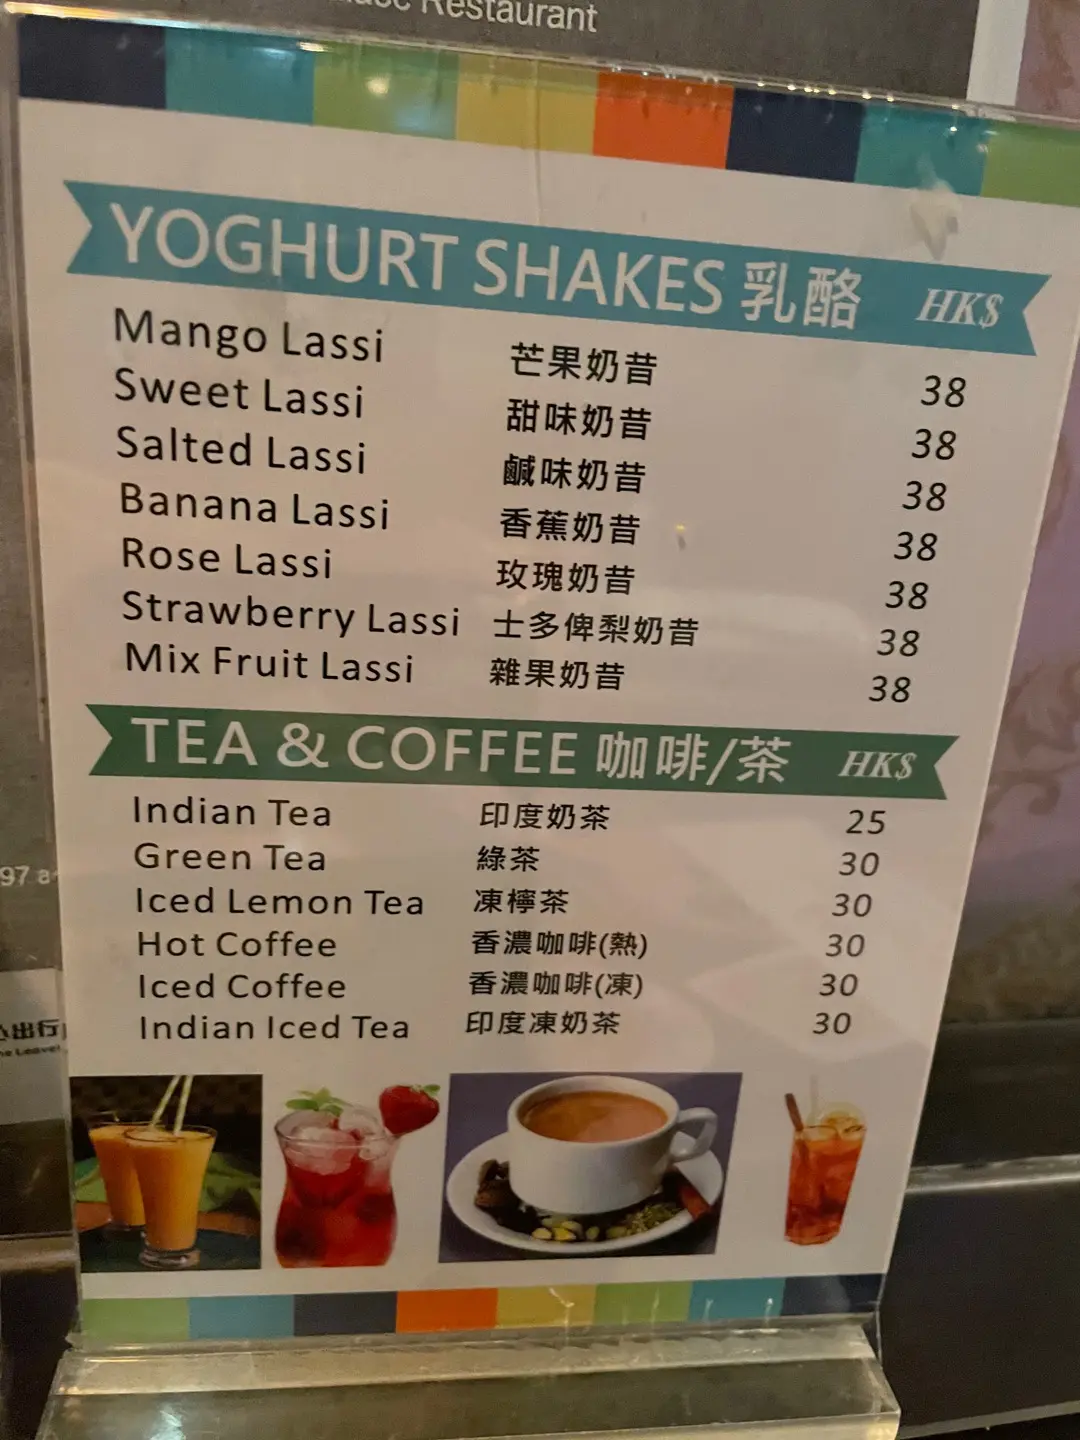 Restaurant
YOGHURT SHAKES 乳酪 HK$
Mango Lassi 芒果奶昔 38
Sweet Lassi 甜味奶昔 38
Salted Lassi 鹹味奶昔 38
Banana Lassi 香蕉奶昔 38
Rose Lassi 玫瑰奶昔 38
Strawberry Lassi 士多俾梨奶昔 38
Mix Fruit Lassi 雜果奶昔 38
TEA & COFFEE 咖啡/茶 HK$
Indian Tea 印度奶茶 25
Green Tea 綠茶 30
Iced Lemon Tea 凍檸茶 30
Hot Coffee 香濃咖啡(熱) 30
Iced Coffee 香濃咖啡(凍) 30
Indian Iced Tea 印度凍奶茶 30
97 a
出行